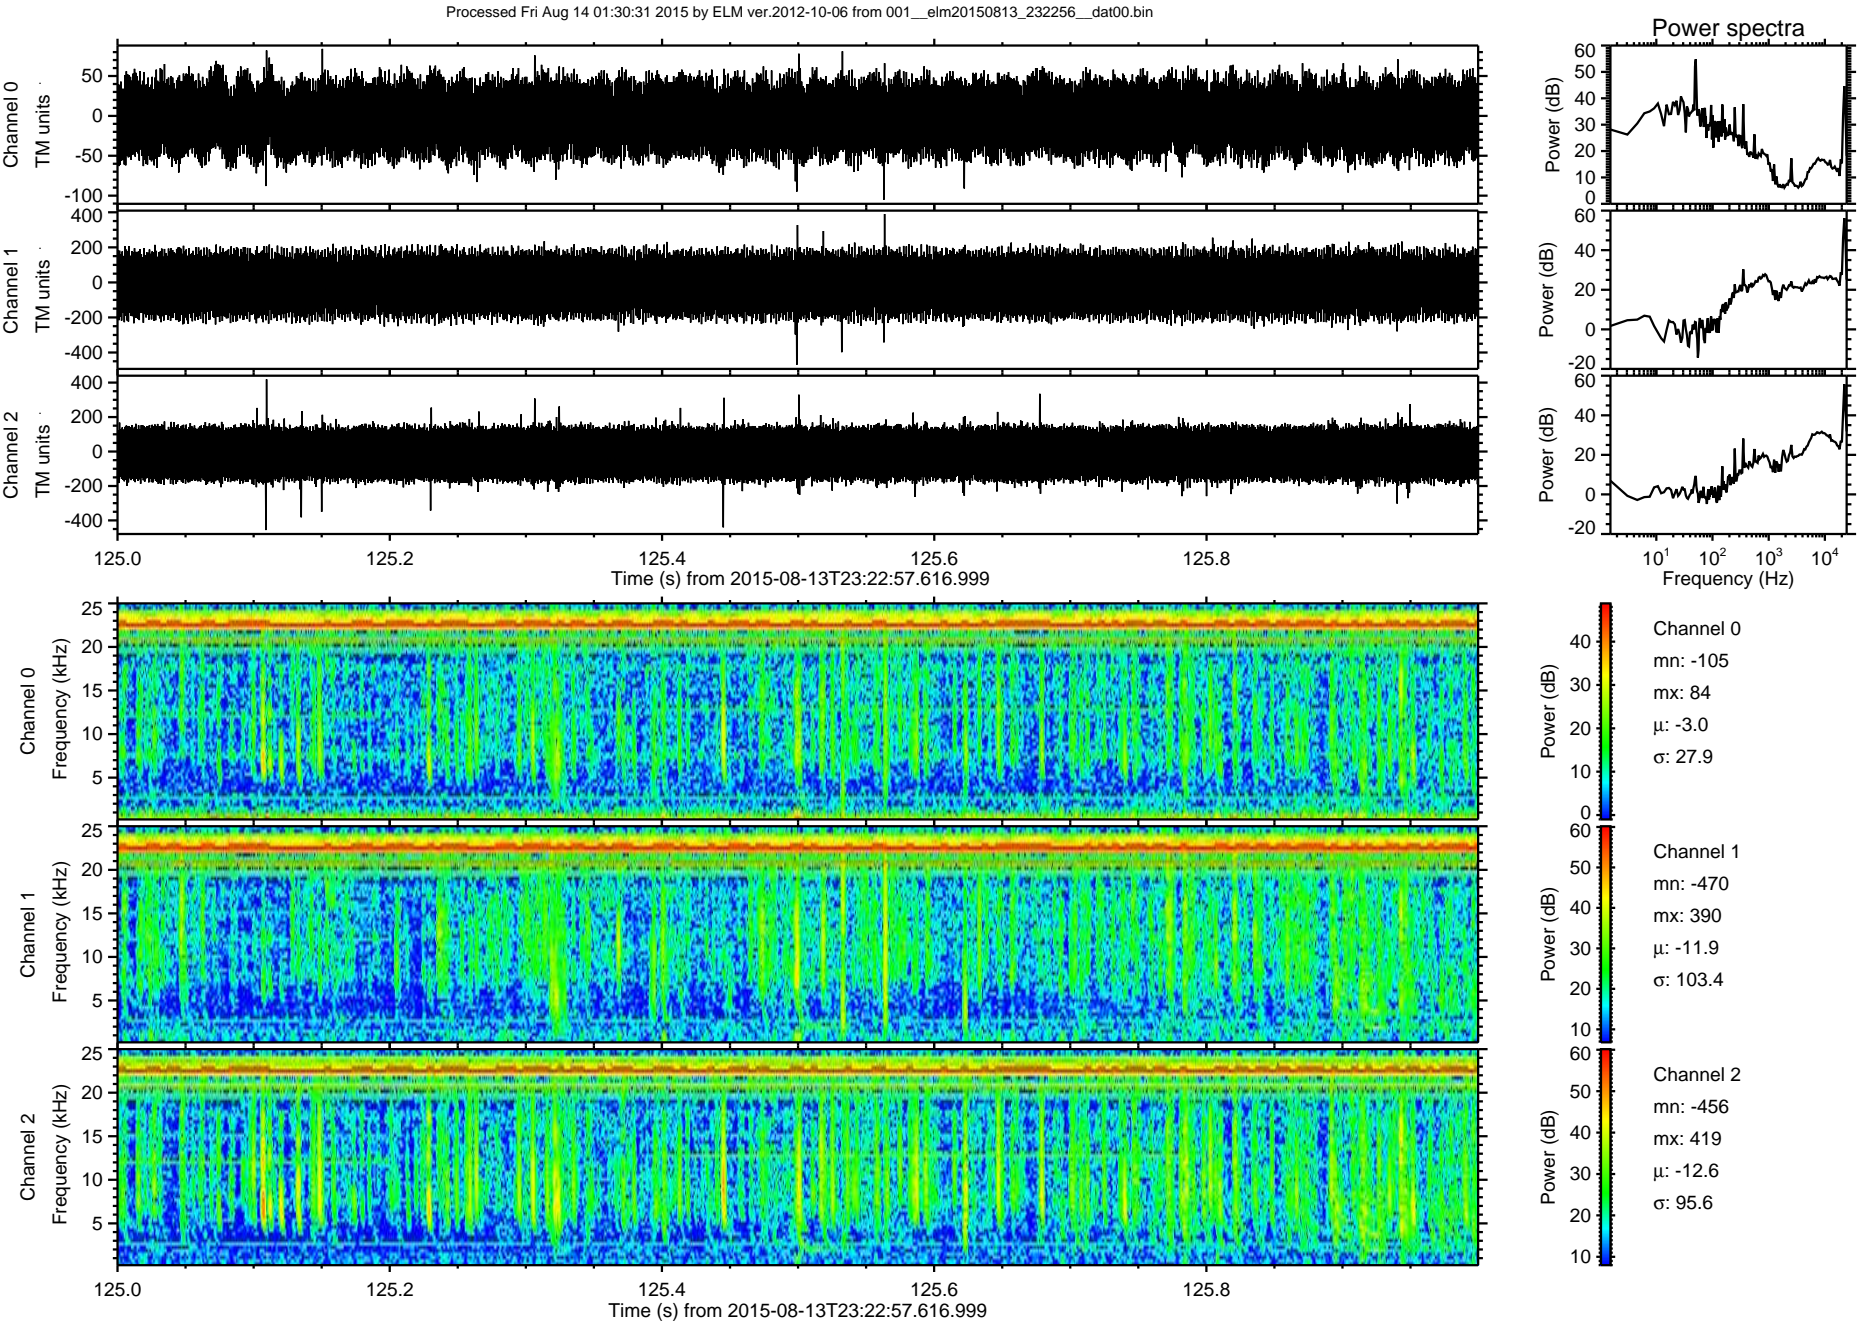 Processed Fri Aug 14 01:30:31 2015 by ELM ver.2012-10-06 from 001__elm20150813_232256__dat00.bin
Power spectra
Channel 0
TM units
50
0
-50
-100
Power (dB)
60
50
40
30
20
10
0
Channel 1
TM units
400
200
0
-200
-400
Power (dB)
60
40
20
0
-20
Channel 2
TM units
400
200
0
-200
-400
Power (dB)
60
40
20
0
-20
125.0 125.2 125.4 125.6 125.8
Time (s) from 2015-08-13T23:22:57.616.999
10^1 10^2 10^3 10^4
Frequency (Hz)
Channel 0
Frequency (kHz)
25
20
15
10
5
Power (dB)
40
30
20
10
0
Channel 0
mn: -105
mx: 84
μ: -3.0
σ: 27.9
Channel 1
Frequency (kHz)
25
20
15
10
5
Power (dB)
60
50
40
30
20
10
Channel 1
mn: -470
mx: 390
μ: -11.9
σ: 103.4
Channel 2
Frequency (kHz)
25
20
15
10
5
Power (dB)
60
50
40
30
20
10
Channel 2
mn: -456
mx: 419
μ: -12.6
σ: 95.6
125.0 125.2 125.4 125.6 125.8
Time (s) from 2015-08-13T23:22:57.616.999